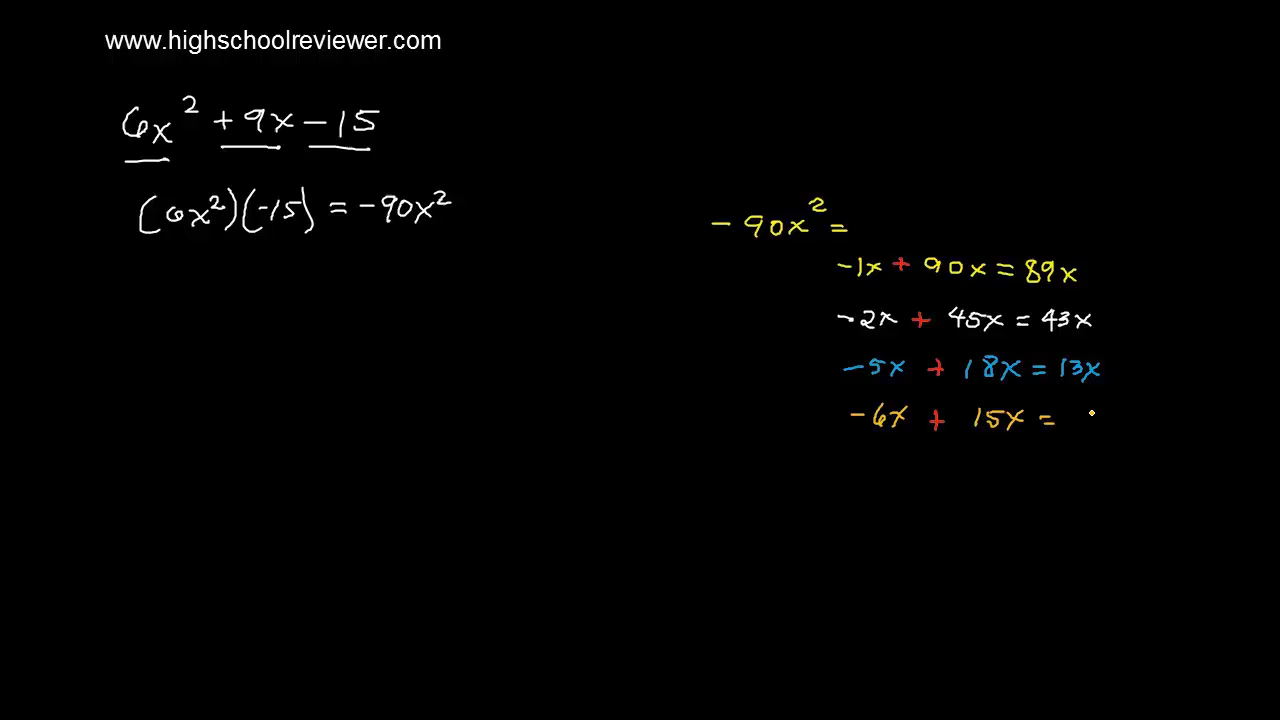 www.highschoolreviewer.com
6x² + 9x - 15
(6x²)(-15) = -90x²
-90x² =
-1x + 90x = 89x
-2x + 45x = 43x
-5x + 18x = 13x
-6x + 15x =